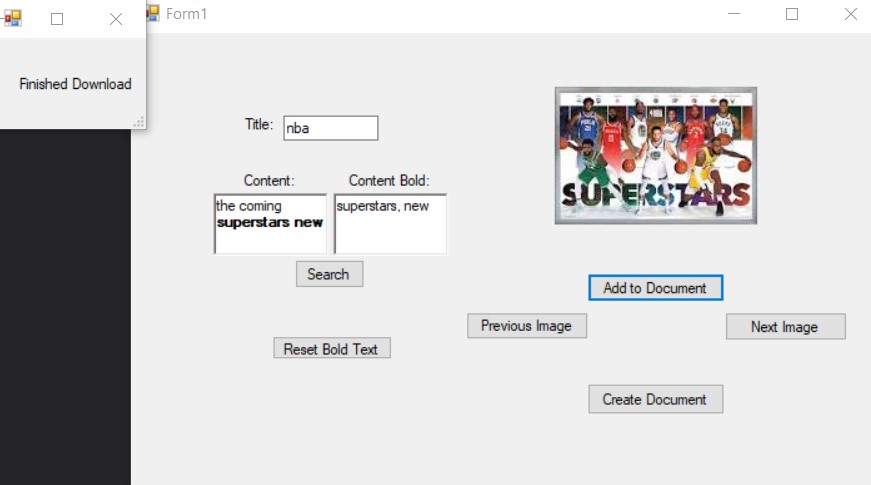 Form1
Finished Download
Title:
nba
Content:
Content Bold:
the coming
superstars new
superstars, new
Search
Reset Bold Text
SUPERSTARS
Add to Document
Previous Image
Next Image
Create Document